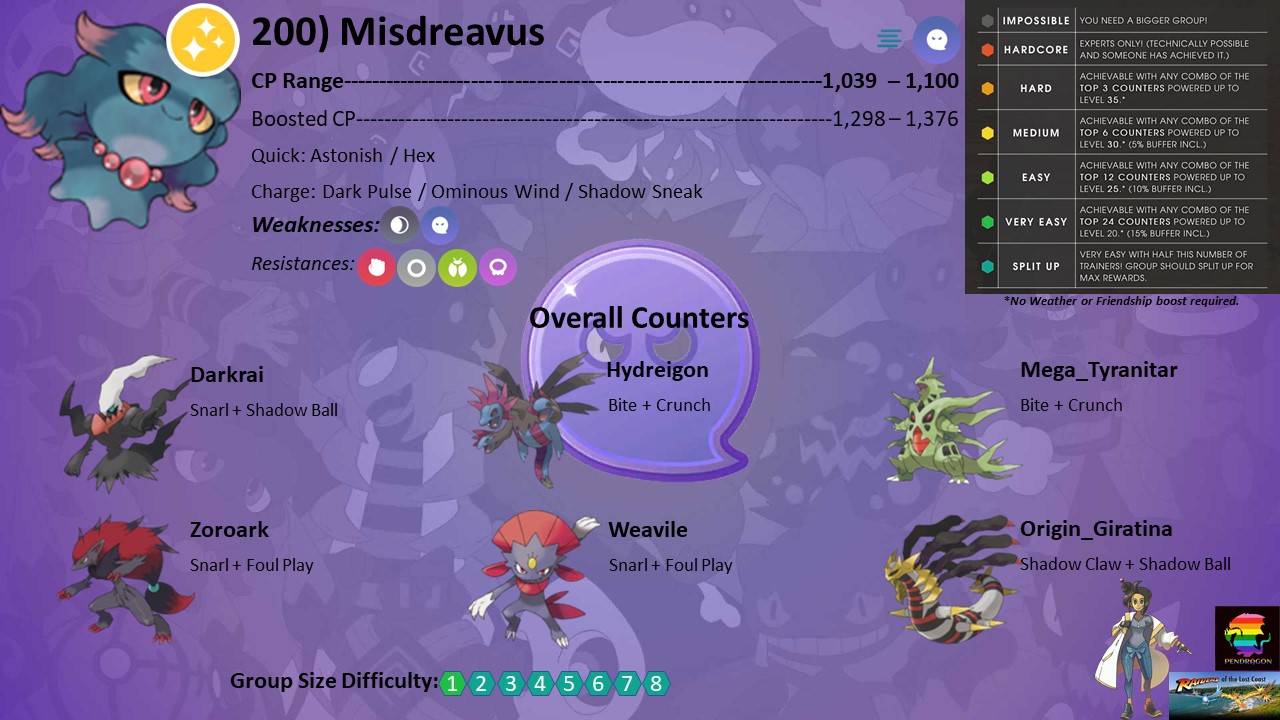 200) Misdreavus
CP Range------------------------------------------------------------------------1,039 – 1,100
Boosted CP------------------------------------------------------------------------1,298 – 1,376
Quick: Astonish / Hex
Charge: Dark Pulse / Ominous Wind / Shadow Sneak
Weaknesses:
Resistances:
IMPOSSIBLE YOU NEED A BIGGER GROUP!
HARDCORE EXPERTS ONLY! (TECHNICALLY POSSIBLE
AND SOMEONE HAS ACHIEVED IT.)
HARD ACHIEVABLE WITH ANY COMBO OF THE
TOP 3 COUNTERS POWERED UP TO
LEVEL 35.*
MEDIUM ACHIEVABLE WITH ANY COMBO OF THE
TOP 6 COUNTERS POWERED UP TO
LEVEL 30.* (5% BUFFER INCL.)
EASY ACHIEVABLE WITH ANY COMBO OF THE
TOP 12 COUNTERS POWERED UP TO
LEVEL 25.* (10% BUFFER INCL.)
VERY EASY ACHIEVABLE WITH ANY COMBO OF THE
TOP 24 COUNTERS POWERED UP TO
LEVEL 20.* (15% BUFFER INCL.)
SPLIT UP VERY EASY WITH HALF THIS NUMBER OF
TRAINERS! GROUP SHOULD SPLIT UP FOR
MAX REWARDS.
*No Weather or Friendship boost required.
Overall Counters
Darkrai
Snarl + Shadow Ball
Hydreigon
Bite + Crunch
Mega_Tyranitar
Bite + Crunch
Zoroark
Snarl + Foul Play
Weavile
Snarl + Foul Play
Origin_Giratina
Shadow Claw + Shadow Ball
Group Size Difficulty: 1 2 3 4 5 6 7 8
PENDRAGON
RAIDERS of the Lost Coast